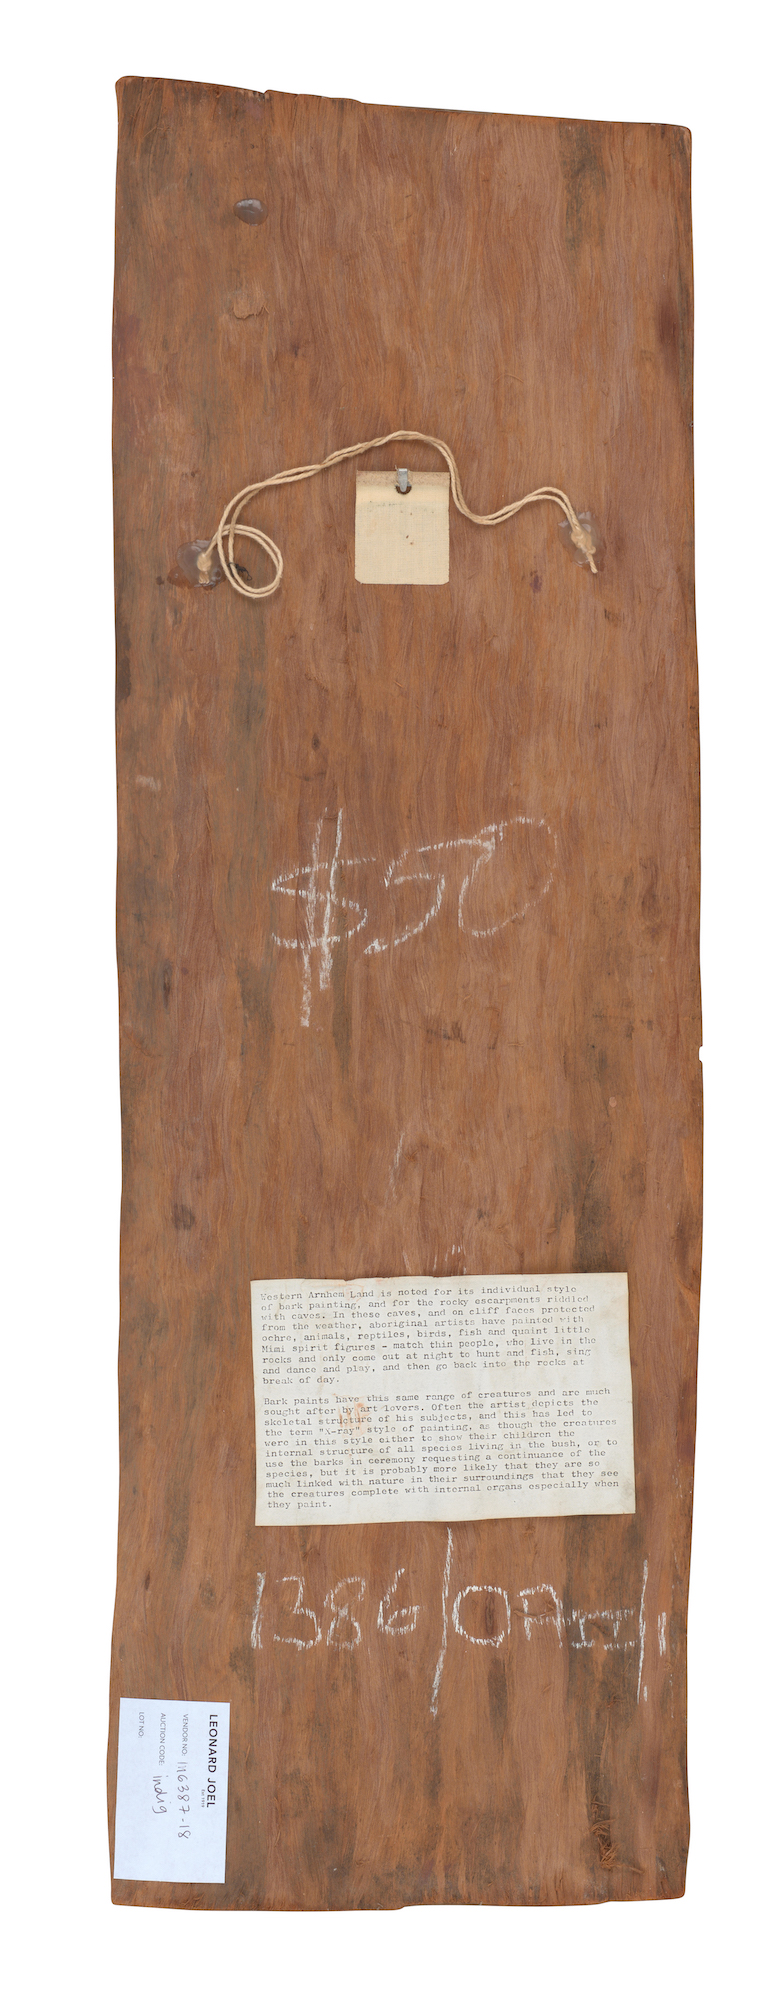 $50
Western Arnhem Land is noted for its individual style
of bark painting, and for the rocky escarpments riddled
with caves. In these caves, and on cliff faces protected
from the weather, aboriginal artists have painted with
ochre, animals, reptiles, birds, fish and quaint little
Mimi spirit figures - match thin people, who live in the
rocks and only come out at night to hunt and fish, sing
and dance and play, and then go back into the rocks at
break of day.
Bark paints have this same range of creatures and are much
sought after by art lovers. Often the artist depicts the
skeletal structure of his subjects, and this has led to
the term "X-ray" style of painting, as though the creatures
were in this style either to show their children the
internal structure of all species living in the bush, or to
use the barks in ceremony requesting a continuance of the
species, but it is probably more likely that they are so
much linked with nature in their surroundings that they see
the creatures complete with internal organs especially when
they paint.
1386/
LEONARD JOEL
VENDOR NO: 6387-18
AUCTION CODE: indig
LOT NO: